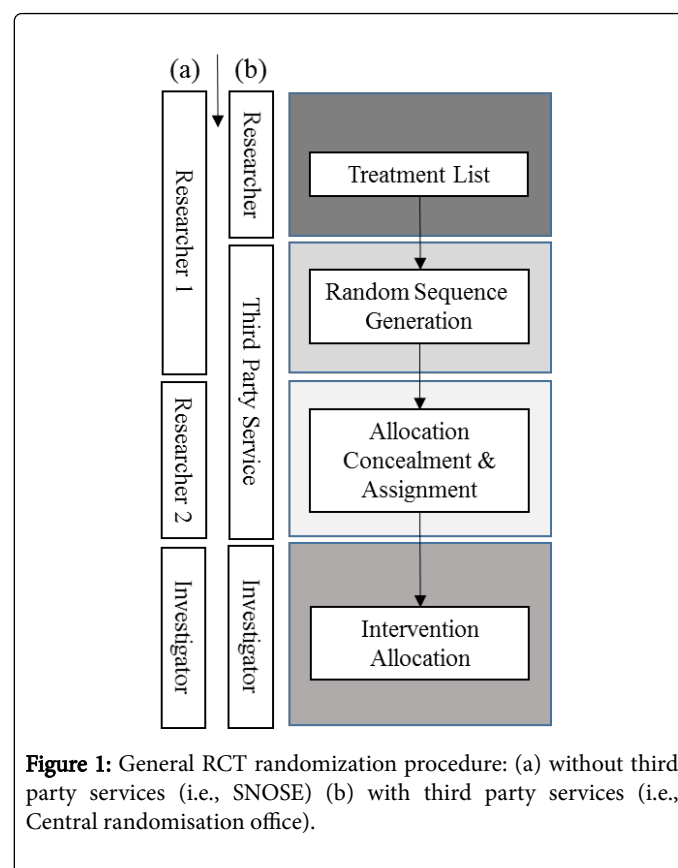 (a) (b)
Researcher 1
Researcher 2
Investigator
Researcher
Third Party Service
Investigator
Treatment List
Random Sequence
Generation
Allocation
Concealment &
Assignment
Intervention
Allocation
Figure 1: General RCT randomization procedure: (a) without third
party services (i.e., SNOSE) (b) with third party services (i.e.,
Central randomisation office).